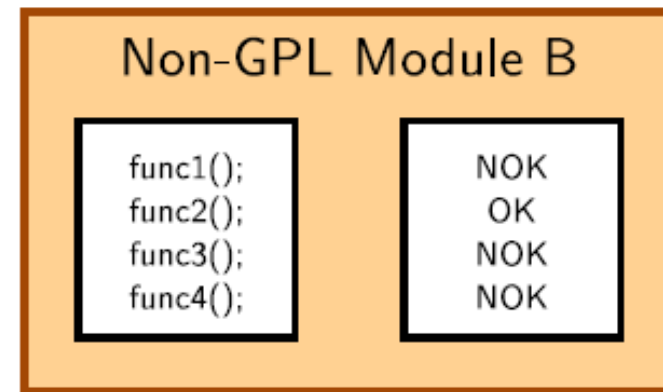 Non-GPL Module B
func1();
func2();
func3();
func4();
NOK
OK
NOK
NOK